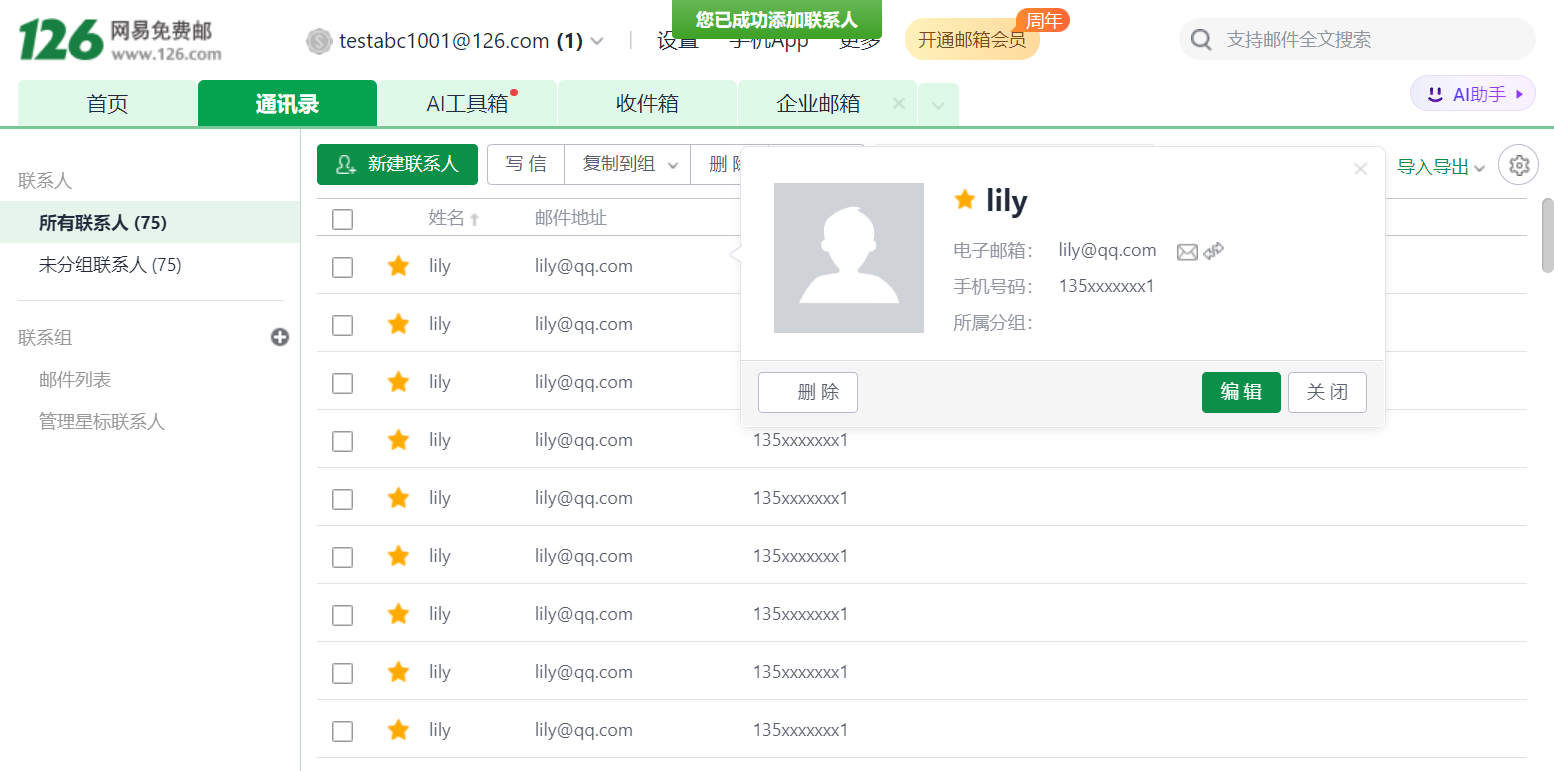 126 网易免费邮
www.126.com
testabc1001@126.com (1)
设置 手机App 更多
您已成功添加联系人
开通邮箱会员
周年
支持邮件全文搜索
首页
通讯录
AI工具箱
收件箱
企业邮箱
AI助手
联系人
所有联系人 (75)
未分组联系人 (75)
联系组
邮件列表
管理星标联系人
新建联系人
写 信
复制到组
删
导入导出
姓名 邮件地址
lily lily@qq.com
lily lily@qq.com
lily lily@qq.com
lily lily@qq.com 135xxxxxxx1
lily lily@qq.com 135xxxxxxx1
lily lily@qq.com 135xxxxxxx1
lily lily@qq.com 135xxxxxxx1
lily lily@qq.com 135xxxxxxx1
lily lily@qq.com 135xxxxxxx1
lily
电子邮箱： lily@qq.com
手机号码： 135xxxxxxx1
所属分组：
删 除
编 辑
关 闭